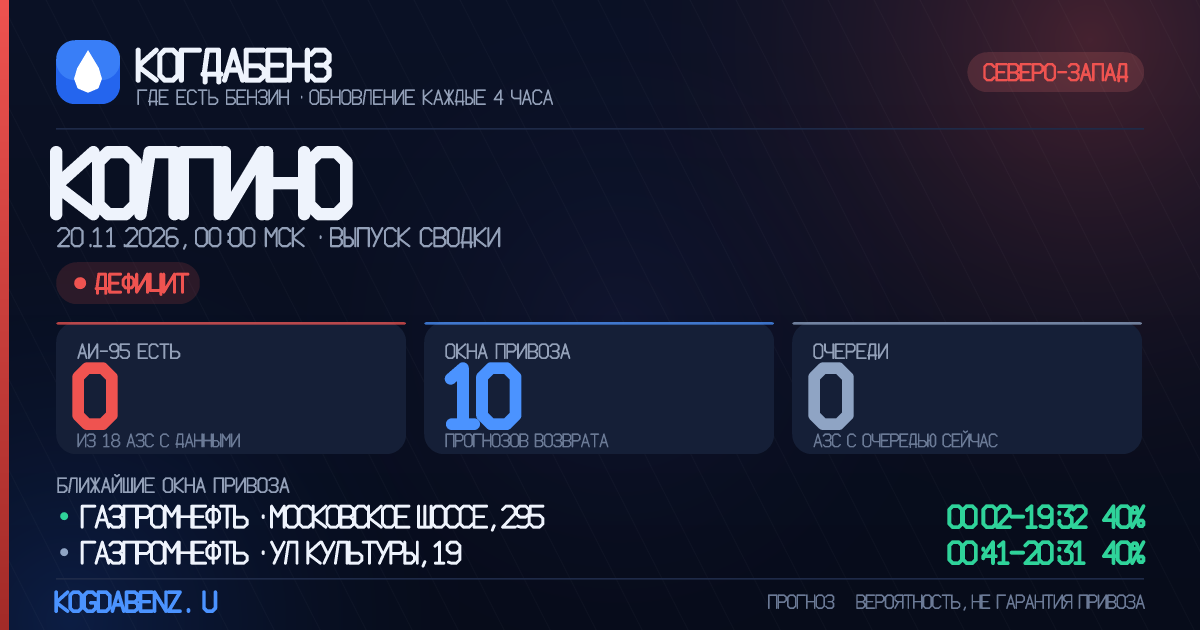 КОГДАБЕНЗ
ГДЕ ЕСТЬ БЕНЗИН · ОБНОВЛЕНИЕ КАЖДЫЕ 4 ЧАСА
СЕВЕРО-ЗАПАД
КОЛПИНО
20.11.2026, 00:00 МСК · ВЫПУСК СВОДКИ
ДЕФИЦИТ
АИ-95 ЕСТЬ
0
ИЗ 18 АЗС С ДАННЫМИ
ОКНА ПРИВОЗА
10
ПРОГНОЗОВ ВОЗВРАТА
ОЧЕРЕДИ
0
АЗС С ОЧЕРЕДЬЮ СЕЙЧАС
БЛИЖАЙШИЕ ОКНА ПРИВОЗА
• ГАЗПРОМНЕФТЬ · МОСКОВСКОЕ ШОССЕ, 295 00:02–19:32 40%
• ГАЗПРОМНЕФТЬ · УЛ КУЛЬТУРЫ, 19 00:41–20:31 40%
KOGDABENZ. U
ПРОГНОЗ ВЕРОЯТНОСТЬ, НЕ ГАРАНТИЯ ПРИВОЗА